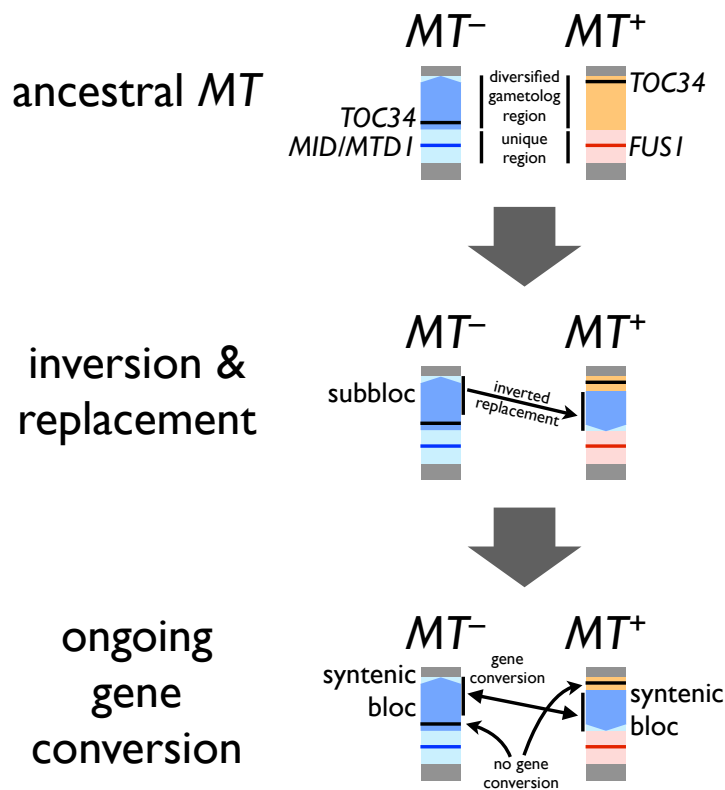 MT⁻ MT⁺
ancestral MT
diversified
gametolog
region
TOC34
TOC34
MID/MTD1
unique
region
FUS1
MT⁻ MT⁺
inversion &
replacement
subbloc
inverted
replacement
MT⁻ MT⁺
ongoing
gene
conversion
syntenic
bloc
gene
conversion
syntenic
bloc
no gene
conversion